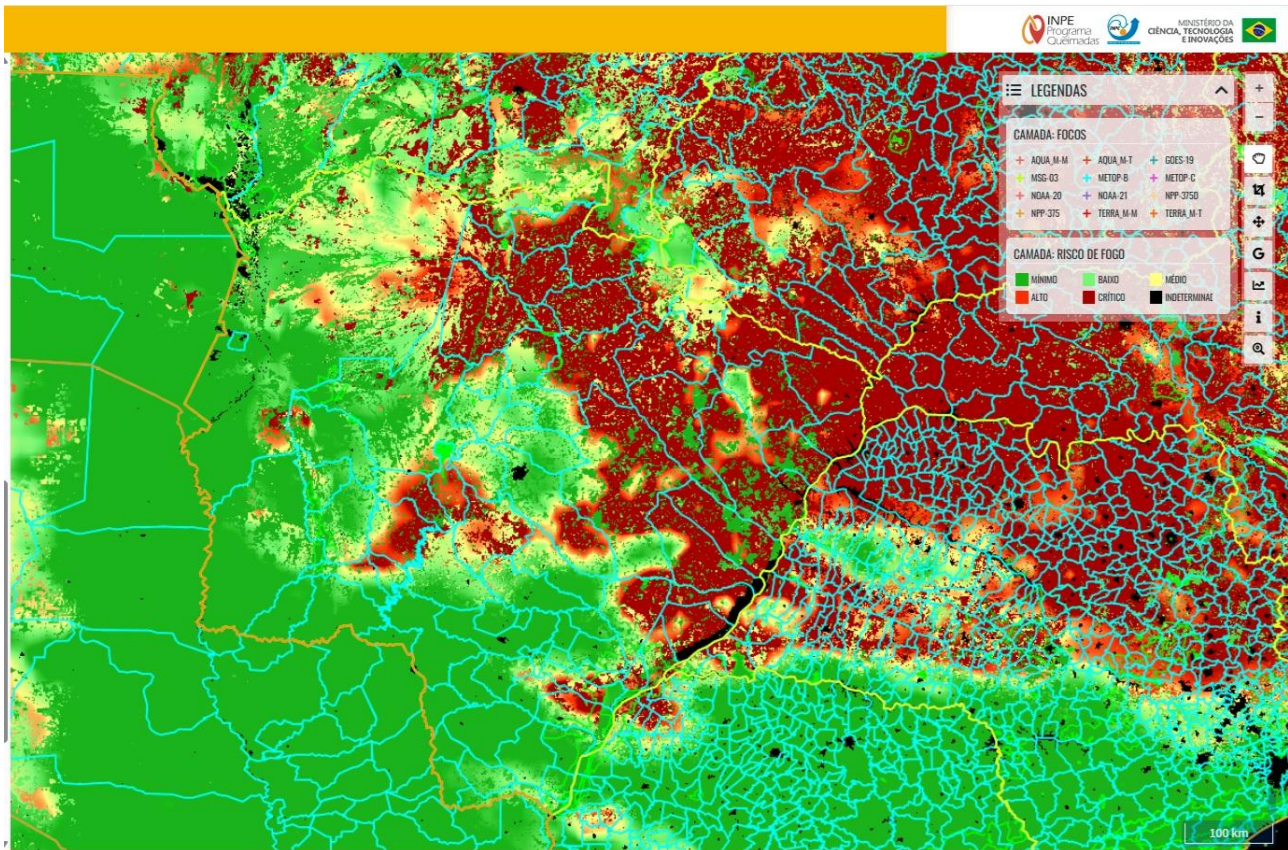 INPE
Programa
Queimadas
INPE
MINISTÉRIO DA
CIÊNCIA, TECNOLOGIA
E INOVAÇÕES
LEGENDAS
CAMADA: FOCOS
AQUA_M-M AQUA_M-T GOES-19
MSG-03 METOP-B METOP-C
NOAA-20 NOAA-21 NPP-375D
NPP-375 TERRA_M-M TERRA_M-T
CAMADA: RISCO DE FOGO
MÍNIMO BAIXO MÉDIO
ALTO CRÍTICO INDETERMINAD
100 km